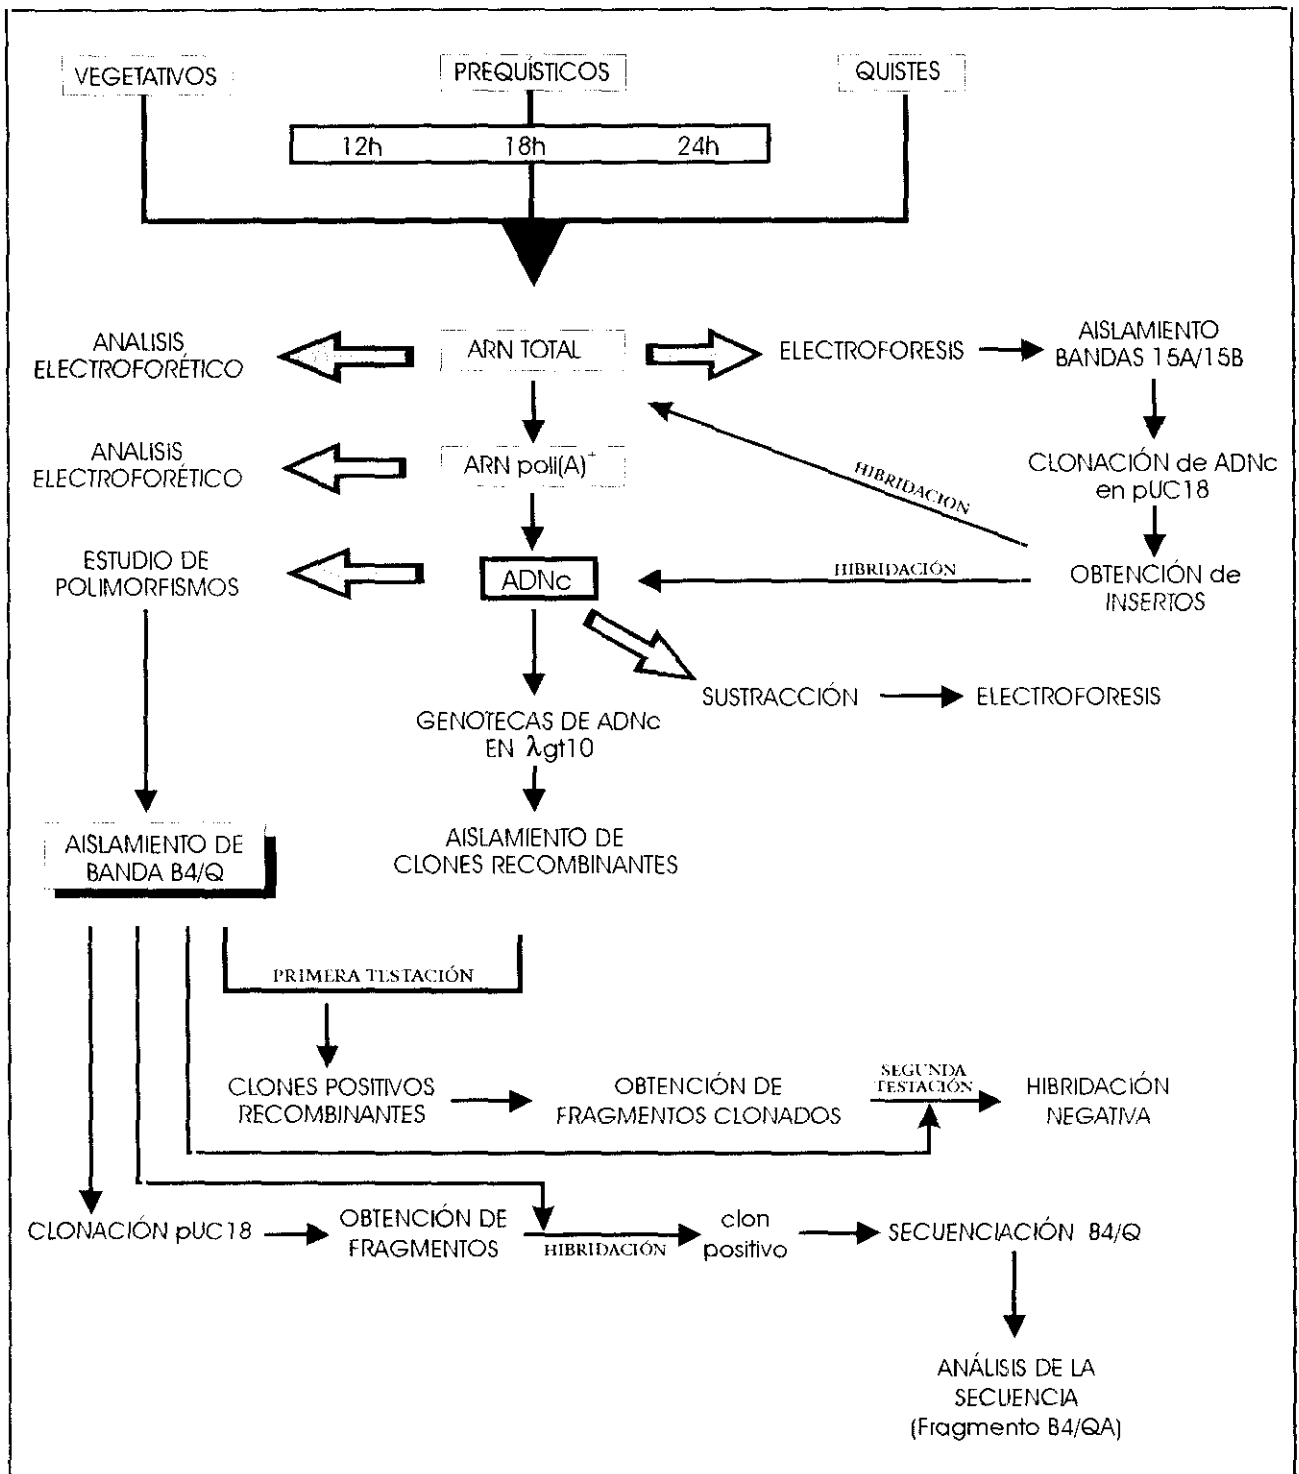 VEGETATIVOS
PREQUÍSTICOS
QUISTES
12h 18h 24h
ANALISIS
ELECTROFORÉTICO
ARN TOTAL
ELECTROFORESIS
AISLAMIENTO
BANDAS 15A/15B
ANALISIS
ELECTROFORÉTICO
ARN poli(A)+
HIBRIDACION
CLONACIÓN de ADNc
en pUC18
ESTUDIO DE
POLIMORFISMOS
ADNc
HIBRIDACIÓN
OBTENCIÓN de
INSERTOS
SUSTRACCIÓN
ELECTROFORESIS
GENOTECAS DE ADNc
EN λgt10
AISLAMIENTO DE
BANDA B4/Q
AISLAMIENTO DE
CLONES RECOMBINANTES
PRIMERA TESTACIÓN
CLONES POSITIVOS
RECOMBINANTES
OBTENCIÓN DE
FRAGMENTOS CLONADOS
SEGUNDA
TESTACIÓN
HIBRIDACIÓN
NEGATIVA
CLONACIÓN pUC18
OBTENCIÓN DE
FRAGMENTOS
HIBRIDACIÓN
clon
positivo
SECUENCIACIÓN B4/Q
ANÁLISIS DE LA
SECUENCIA
(Fragmento B4/QA)